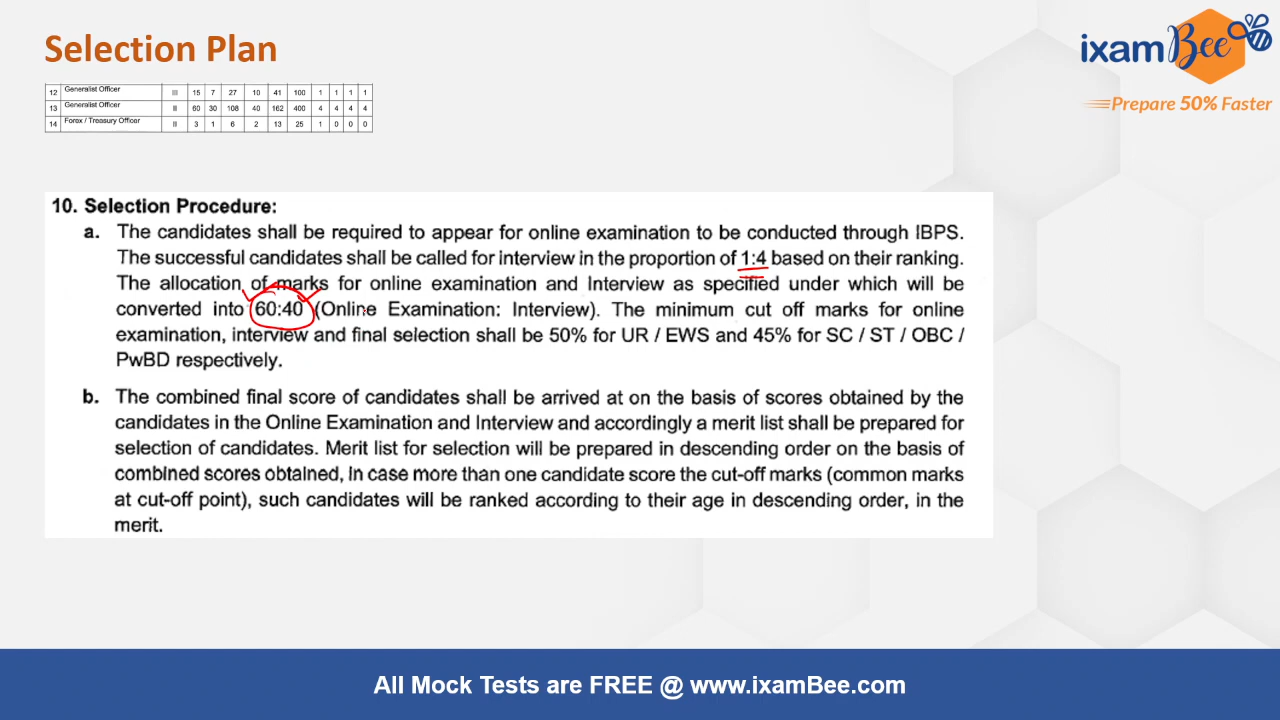 Selection Plan
ixamBee
Prepare 50% Faster
12 Generalist Officer III 15 7 27 10 41 100 1 1 1 1
13 Generalist Officer II 60 30 108 40 162 400 4 4 4 4
14 Forex / Treasury Officer II 3 1 6 2 13 25 1 0 0 0
10. Selection Procedure:
a. The candidates shall be required to appear for online examination to be conducted through IBPS.
The successful candidates shall be called for interview in the proportion of 1:4 based on their ranking.
The allocation of marks for online examination and Interview as specified under which will be
converted into 60:40 (Online Examination: Interview). The minimum cut off marks for online
examination, interview and final selection shall be 50% for UR / EWS and 45% for SC / ST / OBC /
PwBD respectively.
b. The combined final score of candidates shall be arrived at on the basis of scores obtained by the
candidates in the Online Examination and Interview and accordingly a merit list shall be prepared for
selection of candidates. Merit list for selection will be prepared in descending order on the basis of
combined scores obtained, In case more than one candidate score the cut-off marks (common marks
at cut-off point), such candidates will be ranked according to their age in descending order, in the
merit.
All Mock Tests are FREE @ www.ixamBee.com